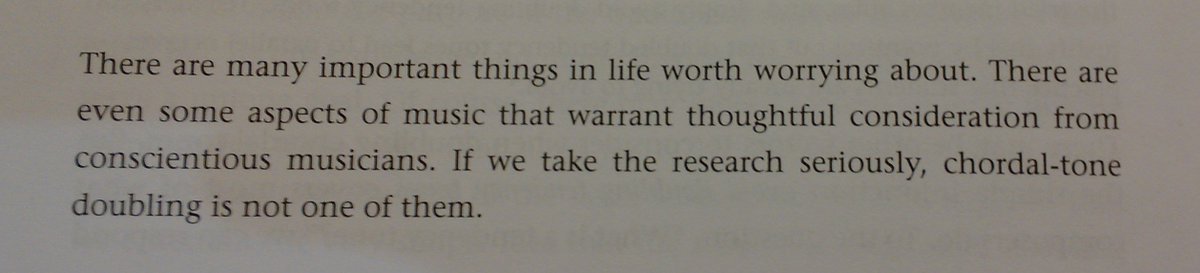 There are many important things in life worth worrying about. There are
even some aspects of music that warrant thoughtful consideration from
conscientious musicians. If we take the research seriously, chordal-tone
doubling is not one of them.